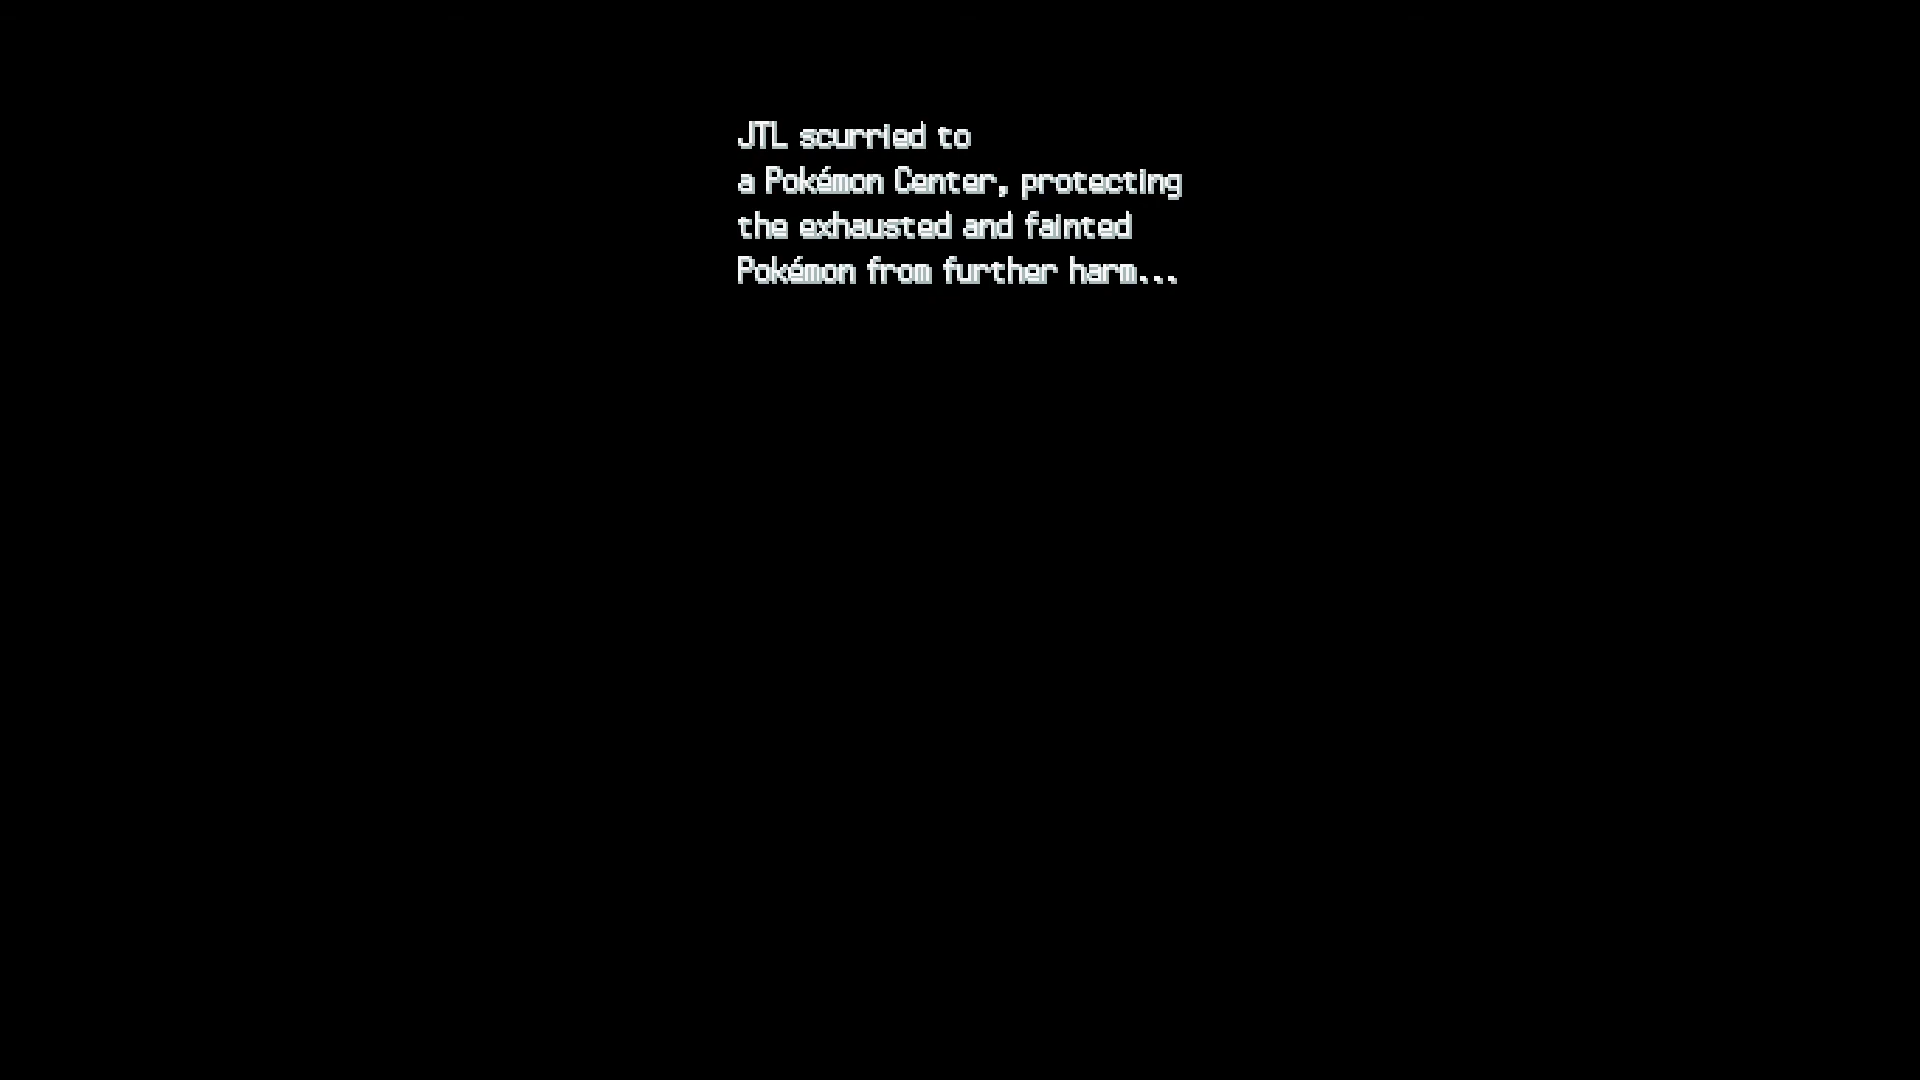 JTL scurried to
a Pokémon Center, protecting
the exhausted and fainted
Pokémon from further harm...